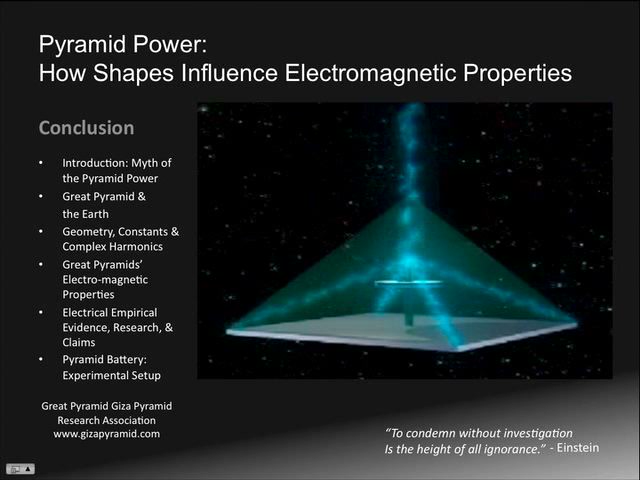 Pyramid Power:
How Shapes Influence Electromagnetic Properties
Conclusion
• Introduction: Myth of
the Pyramid Power
• Great Pyramid &
the Earth
• Geometry, Constants &
Complex Harmonics
• Great Pyramids’
Electro-magnetic
Properties
• Electrical Empirical
Evidence, Research, &
Claims
• Pyramid Battery:
Experimental Setup
Great Pyramid Giza Pyramid
Research Association
www.gizapyramid.com
“To condemn without investigation
Is the height of all ignorance.” - Einstein